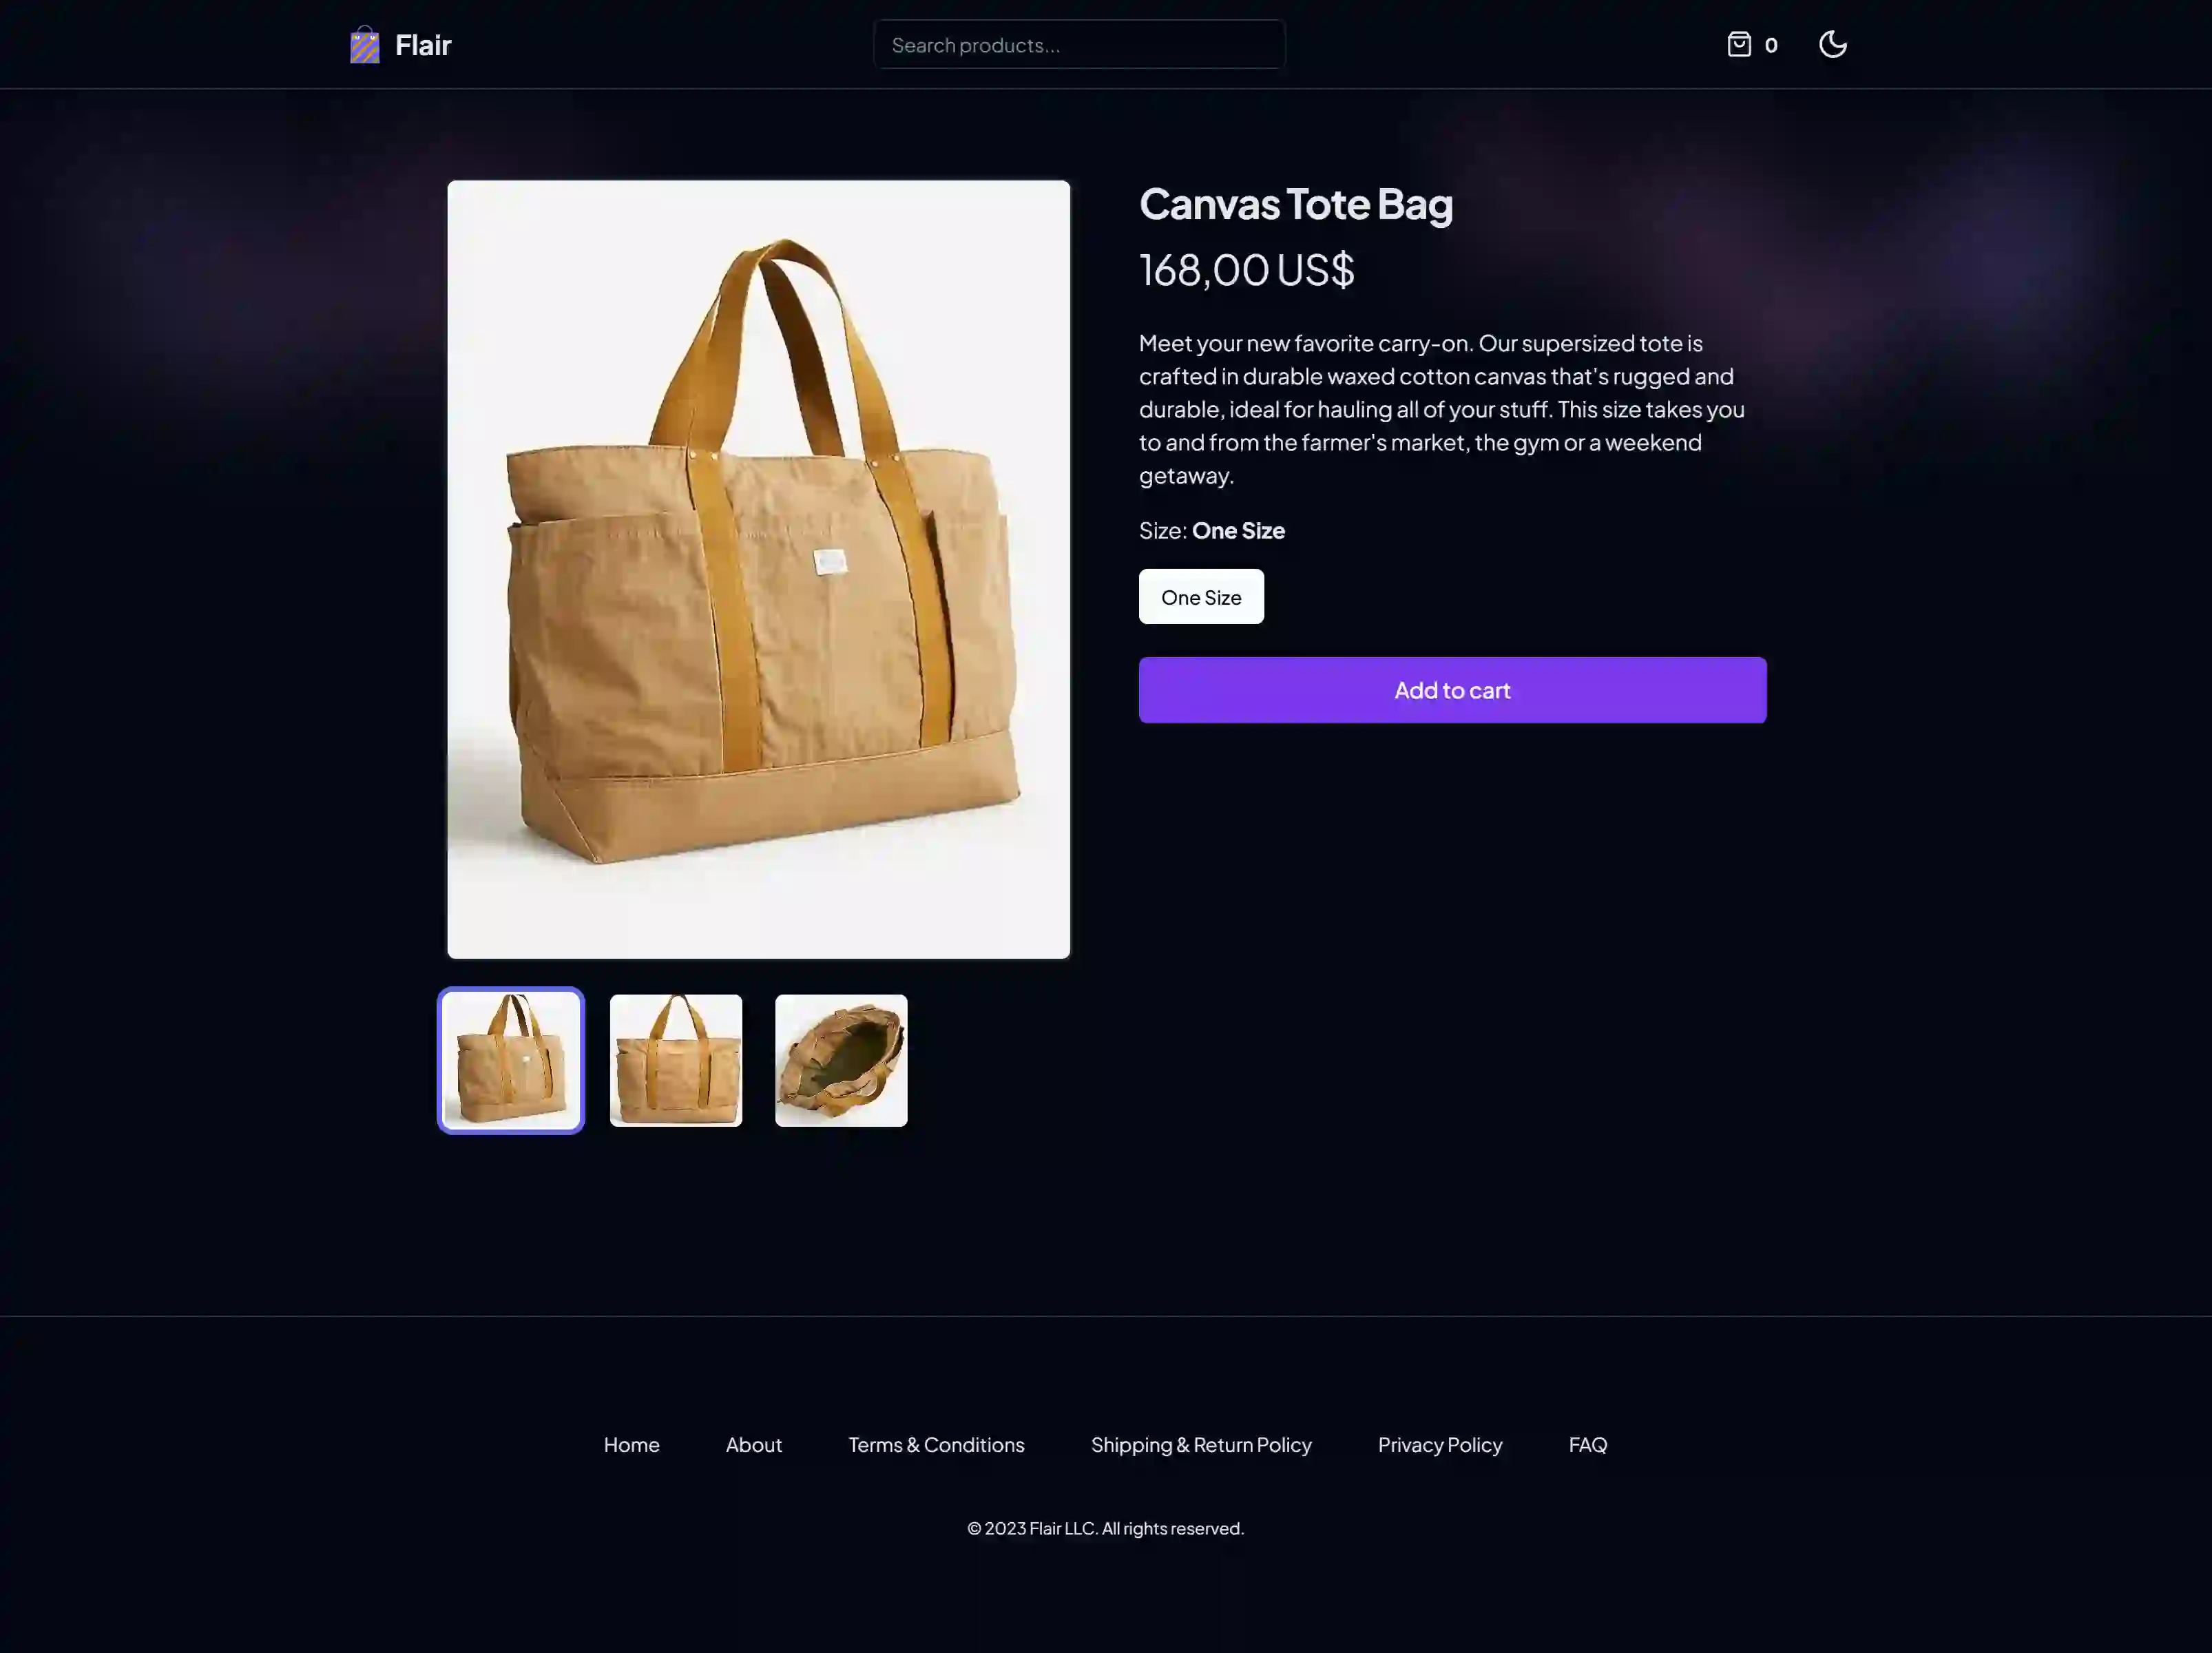 Flair
Search products...
0
Canvas Tote Bag
168,00 US$
Meet your new favorite carry-on. Our supersized tote is
crafted in durable waxed cotton canvas that's rugged and
durable, ideal for hauling all of your stuff. This size takes you
to and from the farmer's market, the gym or a weekend
getaway.
Size: One Size
One Size
Add to cart
Home About Terms & Conditions Shipping & Return Policy Privacy Policy FAQ
© 2023 Flair LLC. All rights reserved.